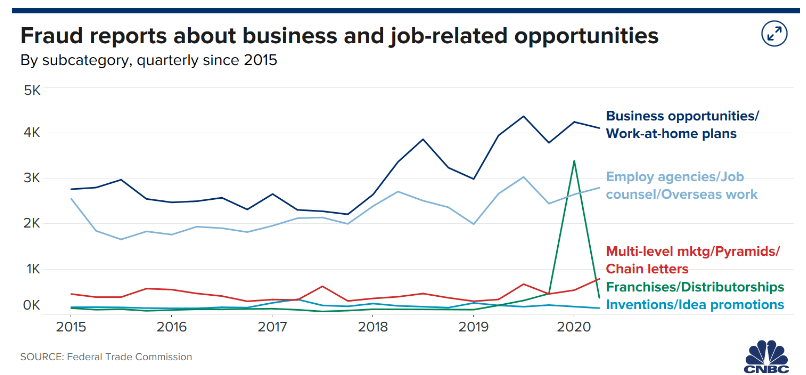 Fraud reports about business and job-related opportunities
By subcategory, quarterly since 2015
5K
4K
3K
2K
1K
0K
Business opportunities/
Work-at-home plans
Employ agencies/Job
counsel/Overseas work
Multi-level mktg/Pyramids/
Chain letters
Franchises/Distributorships
Inventions/Idea promotions
2015 2016 2017 2018 2019 2020
SOURCE: Federal Trade Commission
CNBC